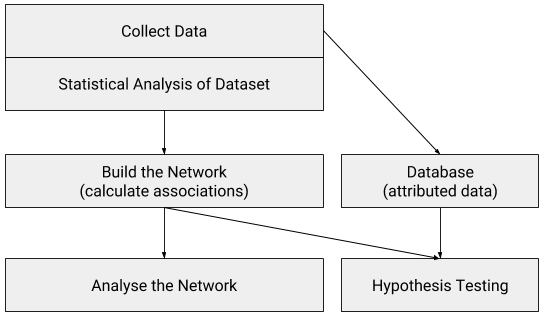 Collect Data
Statistical Analysis of Dataset
Build the Network
(calculate associations)
Database
(attributed data)
Analyse the Network
Hypothesis Testing